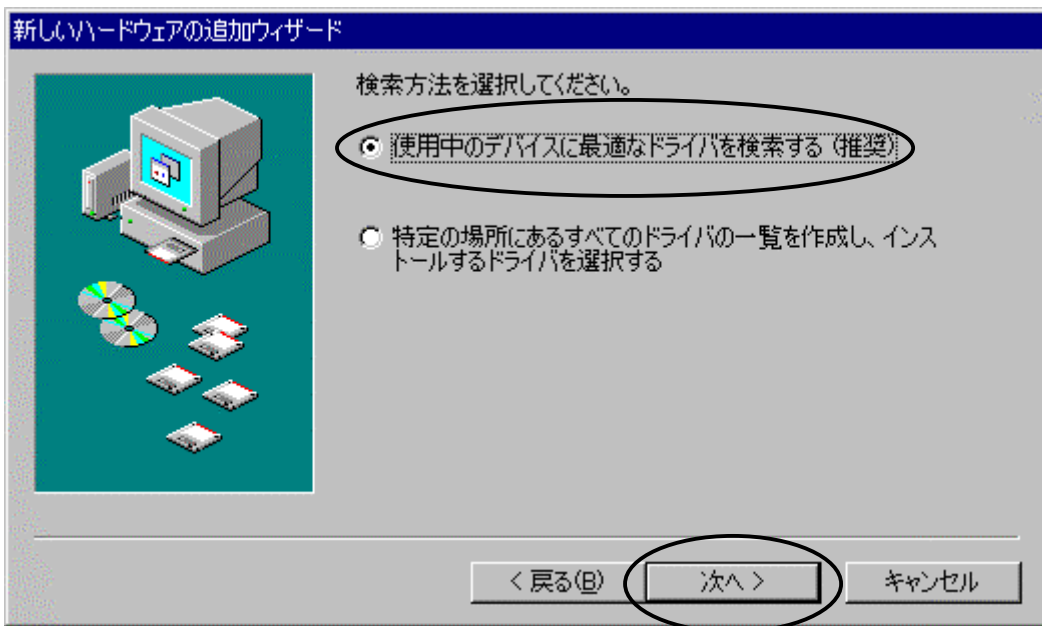 新しいハードウェアの追加ウィザード
検索方法を選択してください。
使用中のデバイスに最適なドライバを検索する (推奨)
特定の場所にあるすべてのドライバの一覧を作成し、インス
トールするドライバを選択する
< 戻る(B)
次へ >
キャンセル